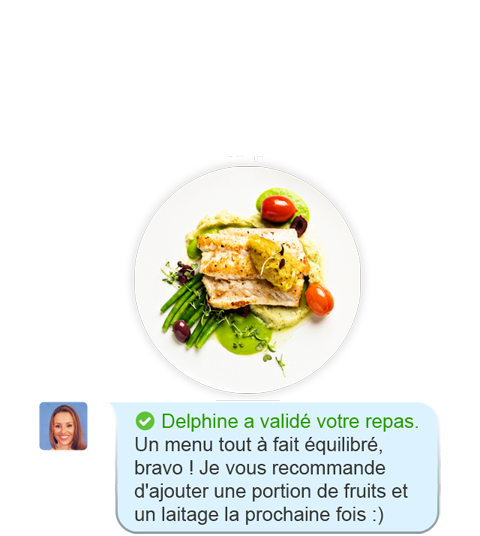 Delphine a validé votre repas.
Un menu tout à fait équilibré,
bravo ! Je vous recommande
d'ajouter une portion de fruits et
un laitage la prochaine fois :)